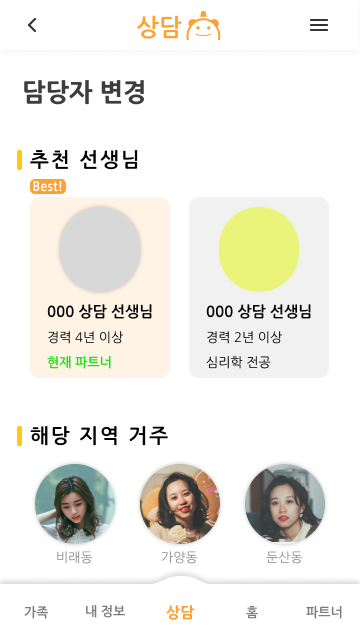 상담
담당자 변경
추천 선생님
Best!
000 상담 선생님
경력 4년 이상
현재 파트너
000 상담 선생님
경력 2년 이상
심리학 전공
해당 지역 거주
비래동 가양동 둔산동
가족 내 정보 상담 홈 파트너